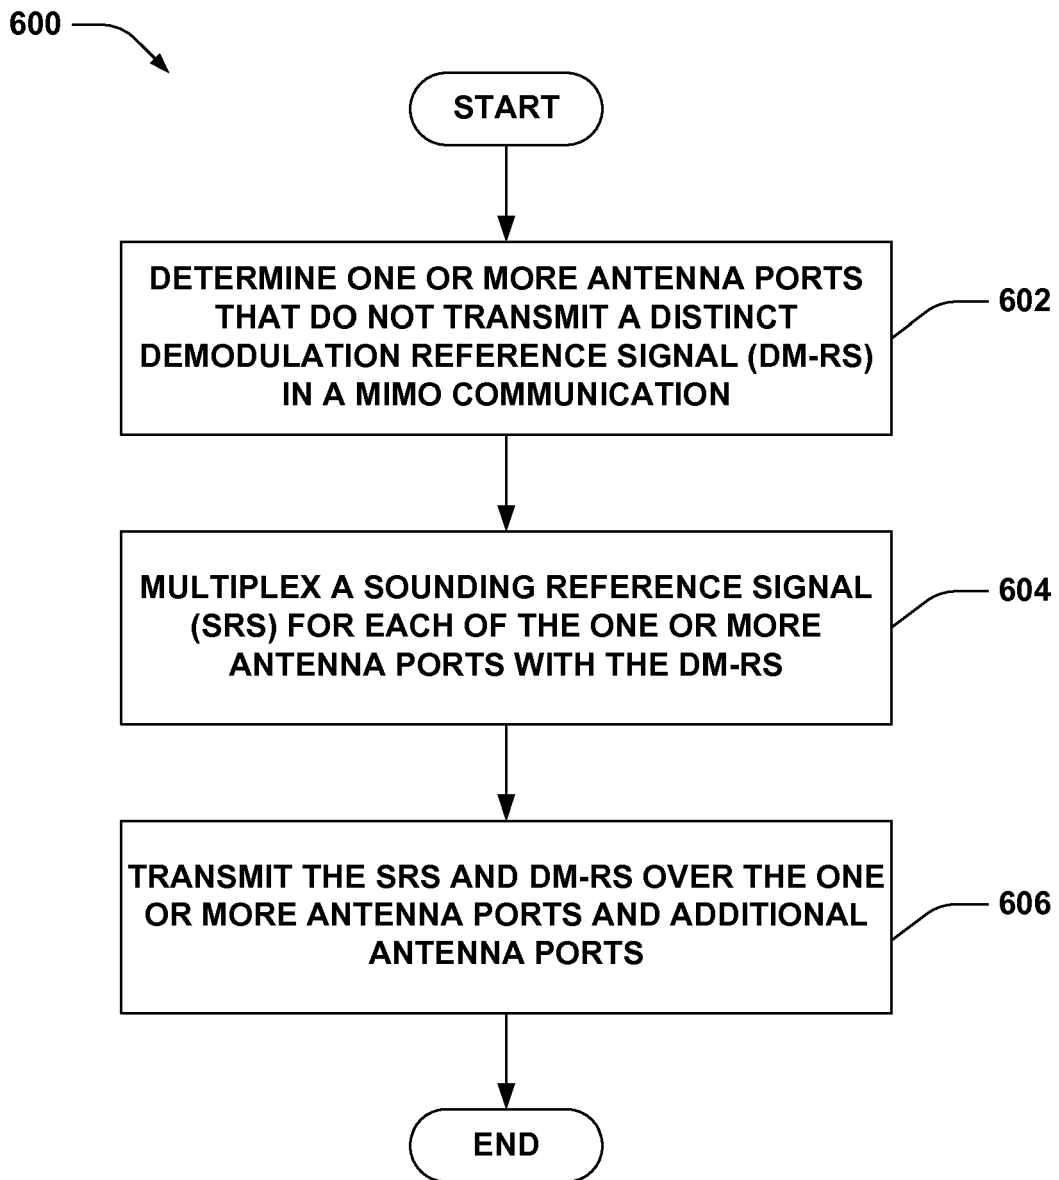 600
START
DETERMINE ONE OR MORE ANTENNA PORTS
THAT DO NOT TRANSMIT A DISTINCT
DEMODULATION REFERENCE SIGNAL (DM-RS)
IN A MIMO COMMUNICATION
602
MULTIPLEX A SOUNDING REFERENCE SIGNAL
(SRS) FOR EACH OF THE ONE OR MORE
ANTENNA PORTS WITH THE DM-RS
604
TRANSMIT THE SRS AND DM-RS OVER THE ONE
OR MORE ANTENNA PORTS AND ADDITIONAL
ANTENNA PORTS
606
END